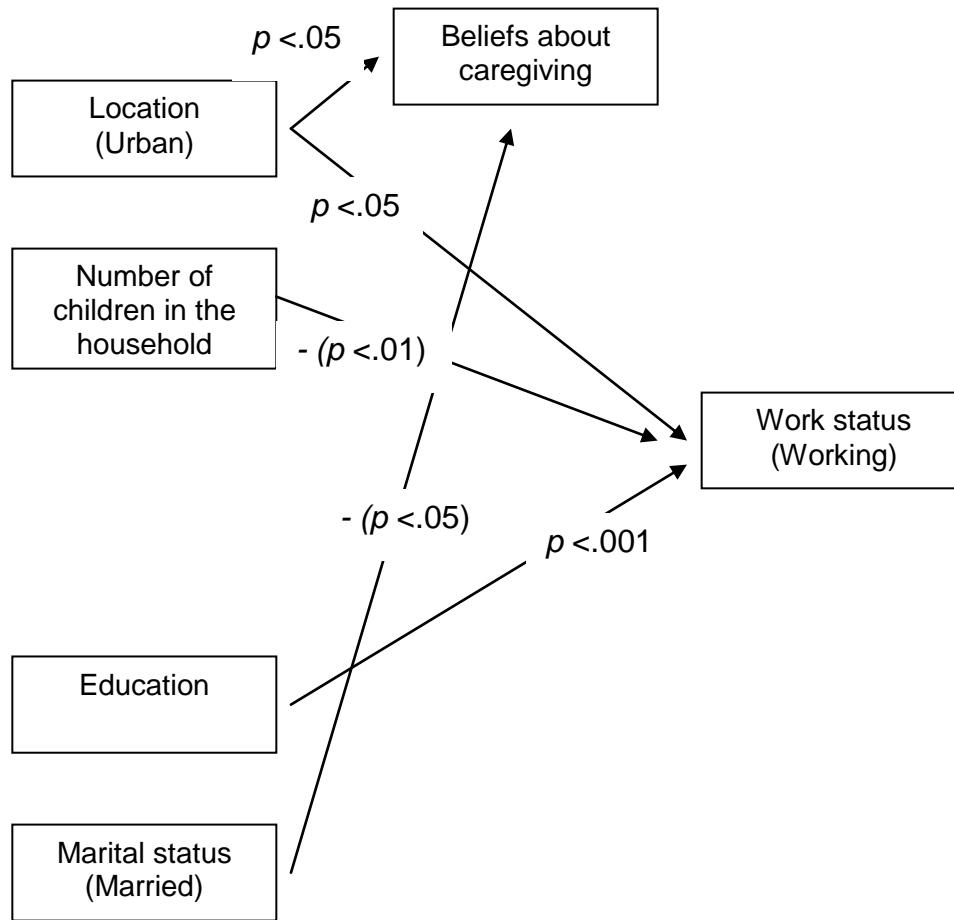 p <.05
Beliefs about
caregiving
Location
(Urban)
p <.05
Number of
children in the
household
- (p <.01)
Work status
(Working)
- (p <.05)
p <.001
Education
Marital status
(Married)